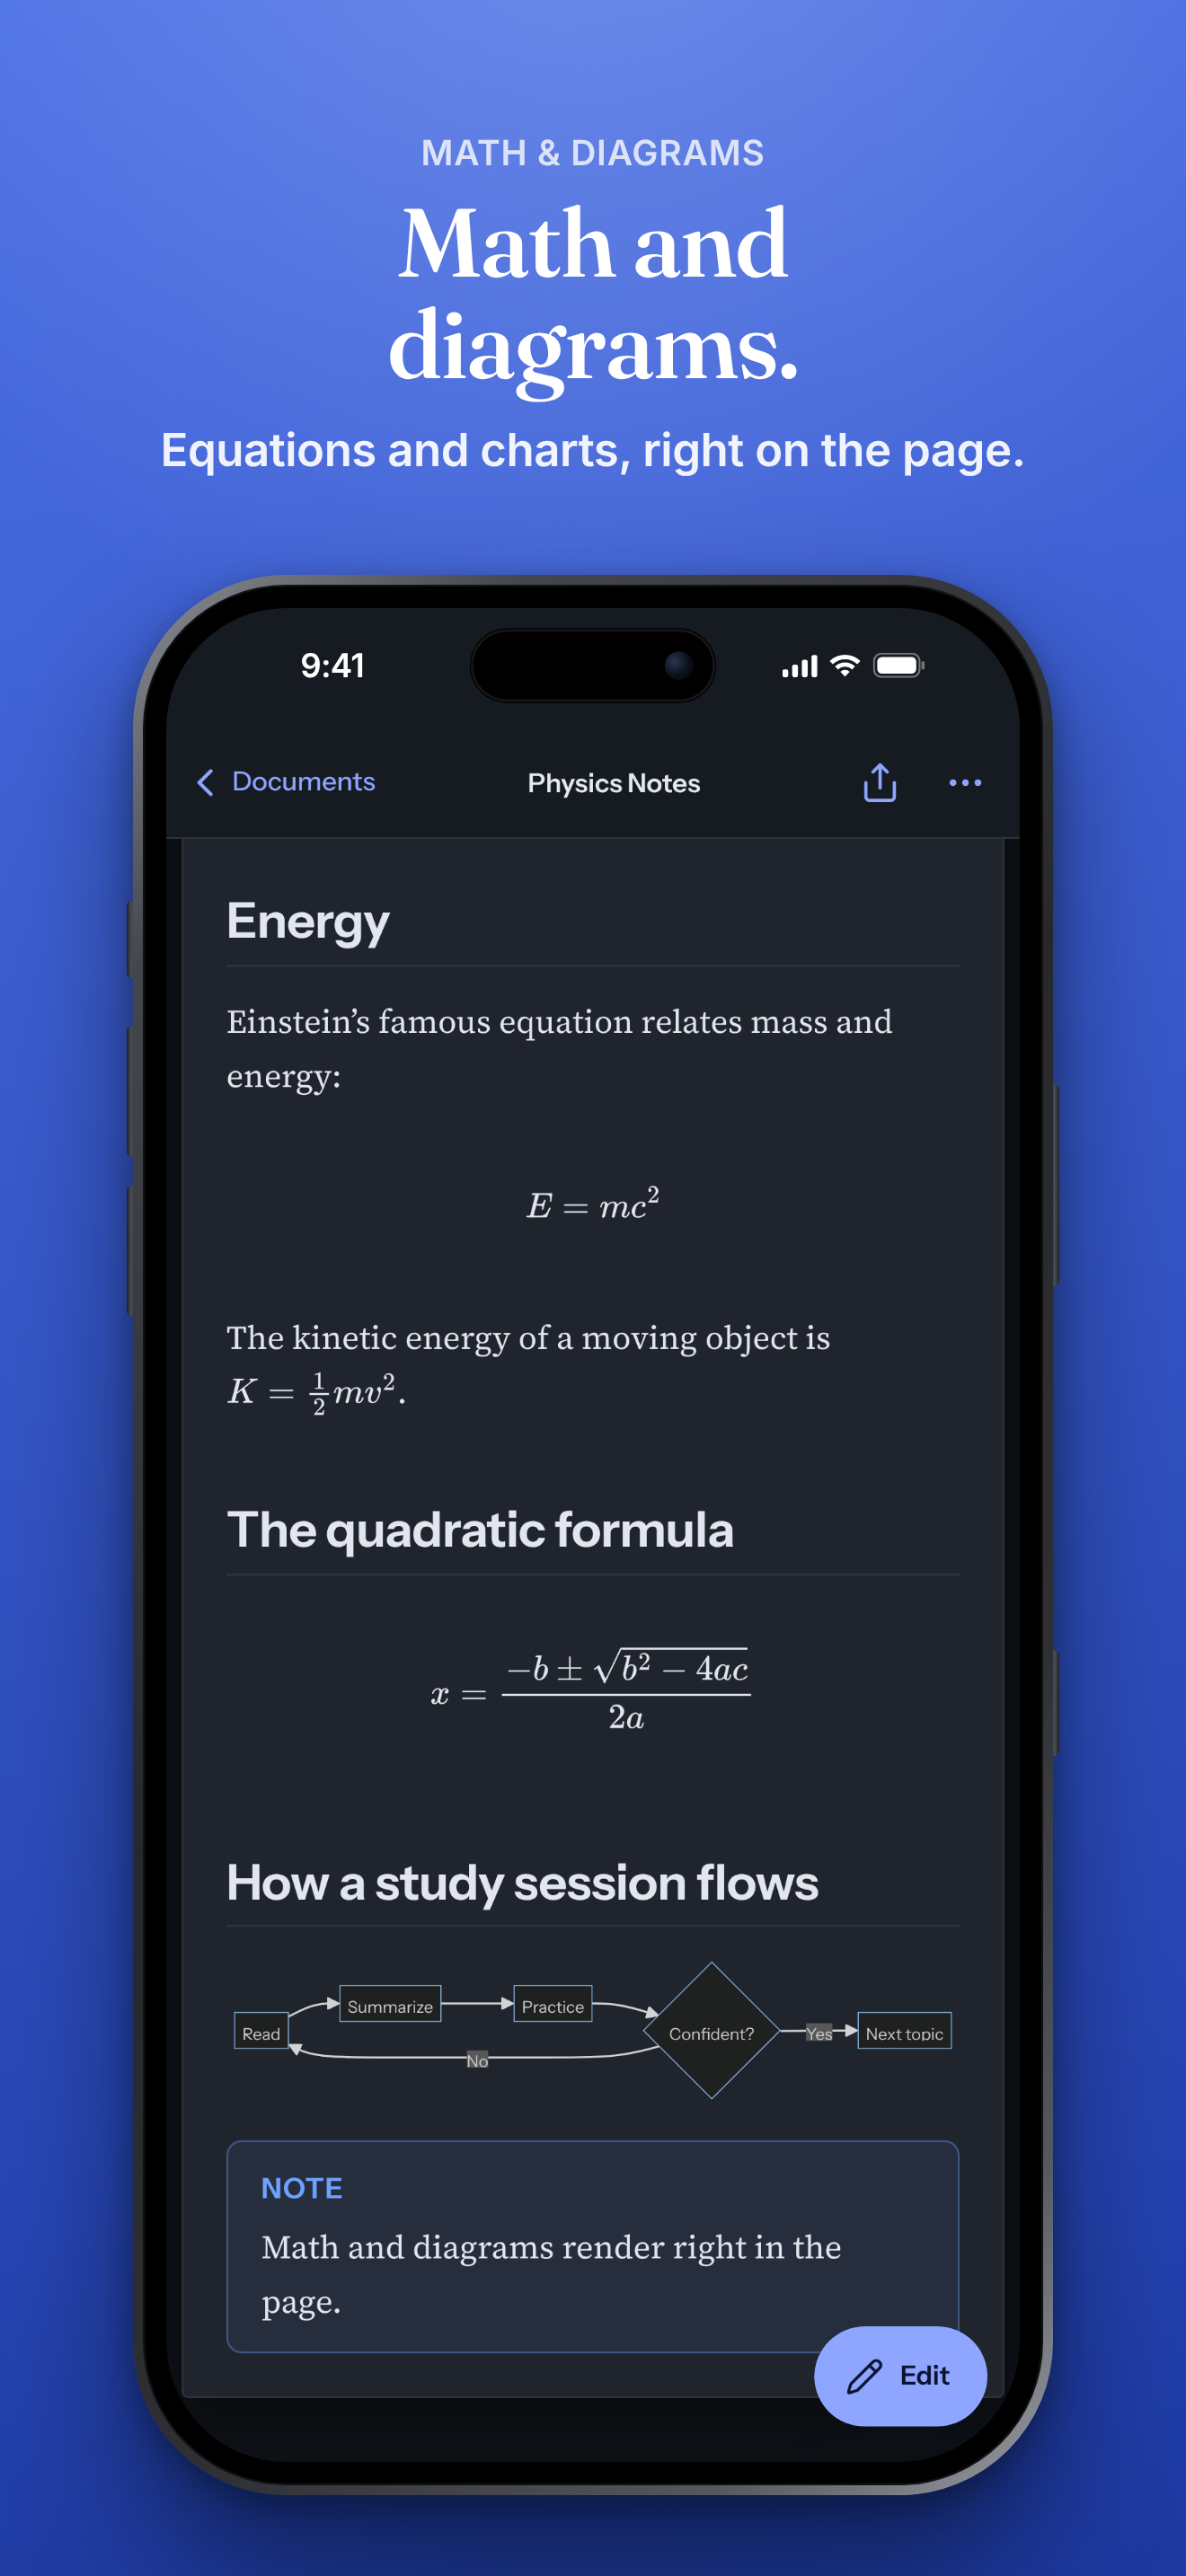 MATH & DIAGRAMS
Math and
diagrams.
Equations and charts, right on the page.
9:41
Documents
Physics Notes
Energy
Einstein’s famous equation relates mass and
energy:
E = mc²
The kinetic energy of a moving object is
K = ½mv².
The quadratic formula
x = (−b ± √(b² − 4ac)) / 2a
How a study session flows
Read
Summarize
Practice
Confident?
Yes
Next topic
No
NOTE
Math and diagrams render right in the
page.
Edit